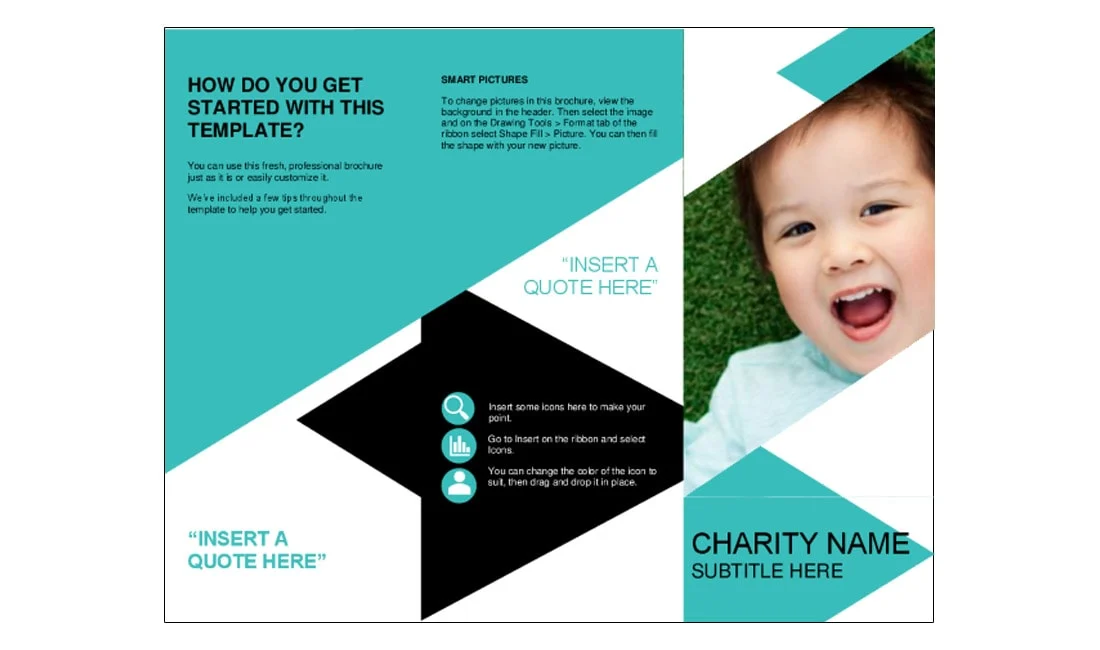 HOW DO YOU GET
STARTED WITH THIS
TEMPLATE?
You can use this fresh, professional brochure
just as it is or easily customize it.
We've included a few tips throughout the
template to help you get started.
“INSERT A
QUOTE HERE”
SMART PICTURES
To change pictures in this brochure, view the
background in the header. Then select the image
and on the Drawing Tools > Format tab of the
ribbon select Shape Fill > Picture. You can then fill
the shape with your new picture.
“INSERT A
QUOTE HERE”
Insert some icons here to make your
point.
Go to Insert on the ribbon and select
Icons.
You can change the color of the icon to
suit, then drag and drop it in place.
CHARITY NAME
SUBTITLE HERE